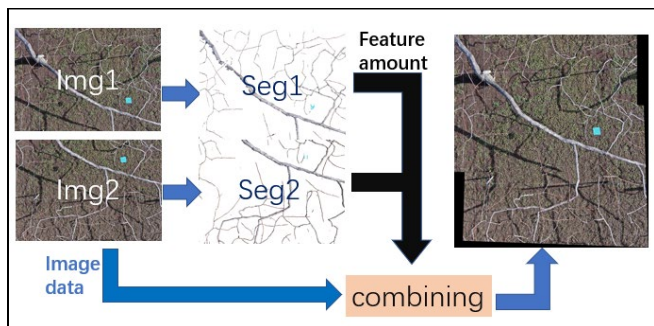 Img1
Seg1
Feature
amount
Img2
Seg2
Image
data
combining